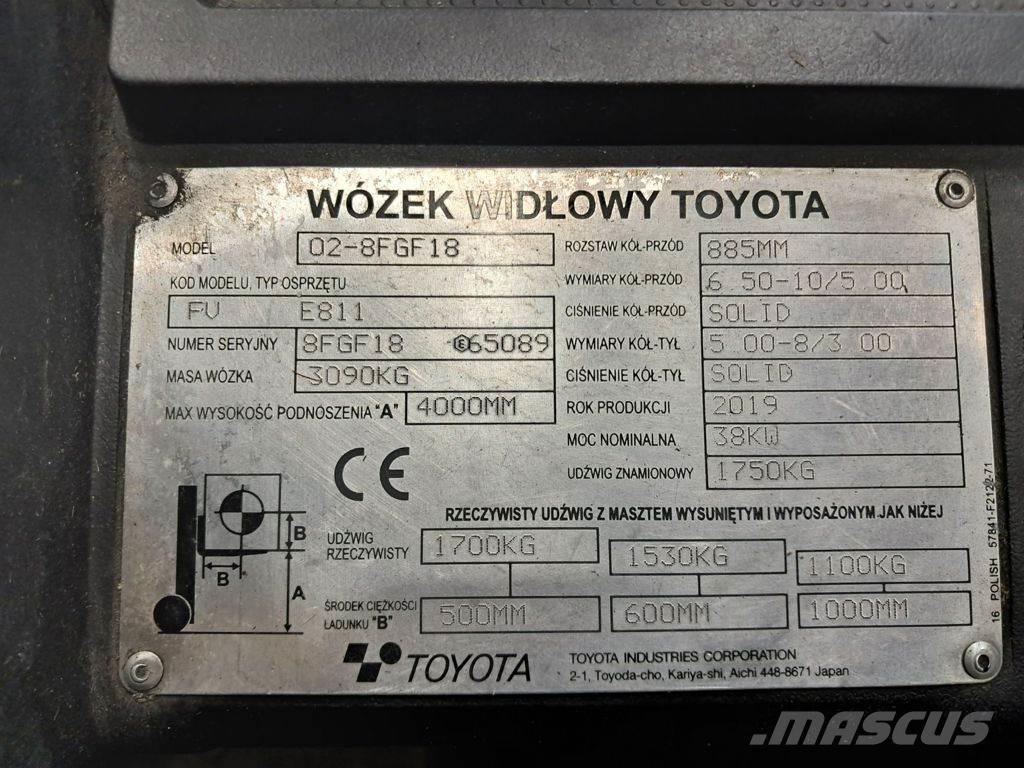 WÓZEK WIDŁOWY TOYOTA
MODEL 02-8FGF18
KOD MODELU, TYP OSPRZĘTU
FV E811
NUMER SERYJNY 8FGF18 E65089
MASA WÓZKA 3090KG
MAX WYSOKOŚĆ PODNOSZENIA "A" 4000MM
ROZSTAW KÓŁ-PRZÓD 885MM
WYMIARY KÓŁ-PRZÓD 6.50-10/5.00
CIŚNIENIE KÓŁ-PRZÓD SOLID
WYMIARY KÓŁ-TYŁ 5.00-8/3.00
CIŚNIENIE KÓŁ-TYŁ SOLID
ROK PRODUKCJI 2019
MOC NOMINALNA 38KW
UDŹWIG ZNAMIONOWY 1750KG
CE
RZECZYWISTY UDŹWIG Z MASZTEM WYSUNIĘTYM I WYPOSAŻONYM JAK NIŻEJ
B
B
A
UDŹWIG
RZECZYWISTY 1700KG 1530KG 1100KG
ŚRODEK CIĘŻKOŚCI
ŁADUNKU "B" 500MM 600MM 1000MM
TOYOTA
TOYOTA INDUSTRIES CORPORATION
2-1, Toyoda-cho, Kariya-shi, Aichi 448-8671 Japan
16 POLISH 57841-F2122-71
MASCUS